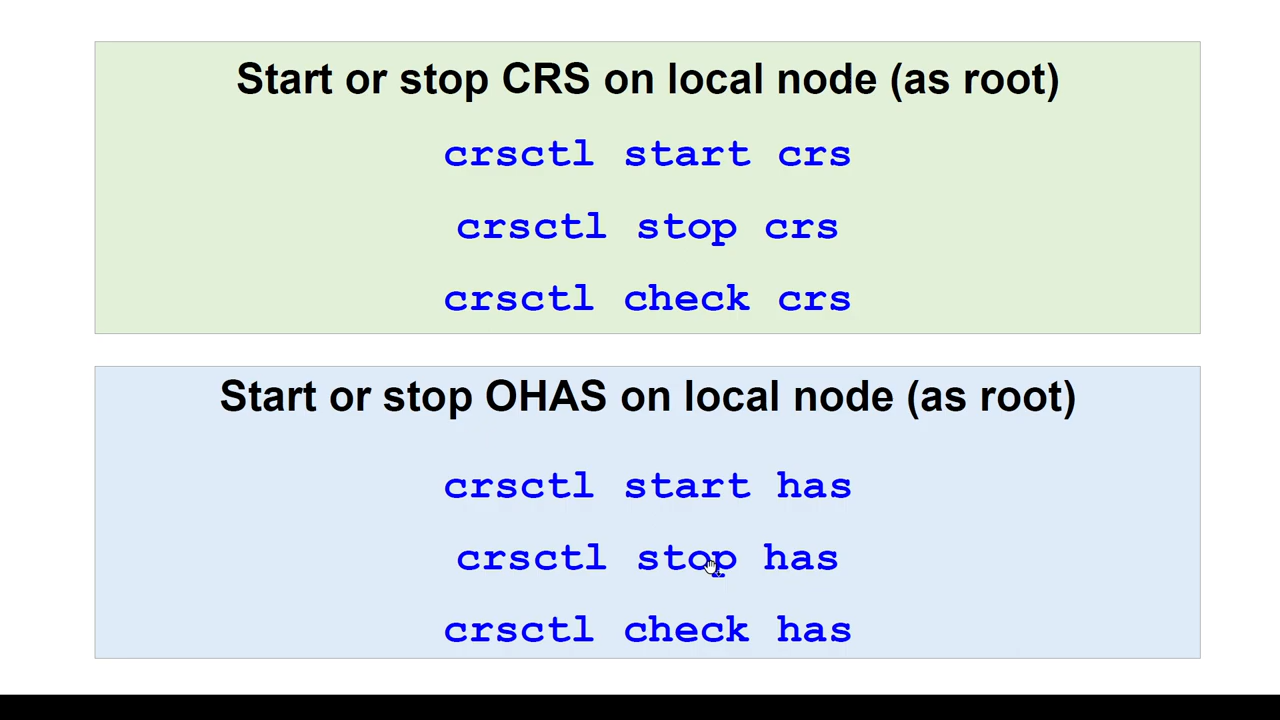 Start or stop CRS on local node (as root)
crsctl start crs
crsctl stop crs
crsctl check crs
Start or stop OHAS on local node (as root)
crsctl start has
crsctl stop has
crsctl check has